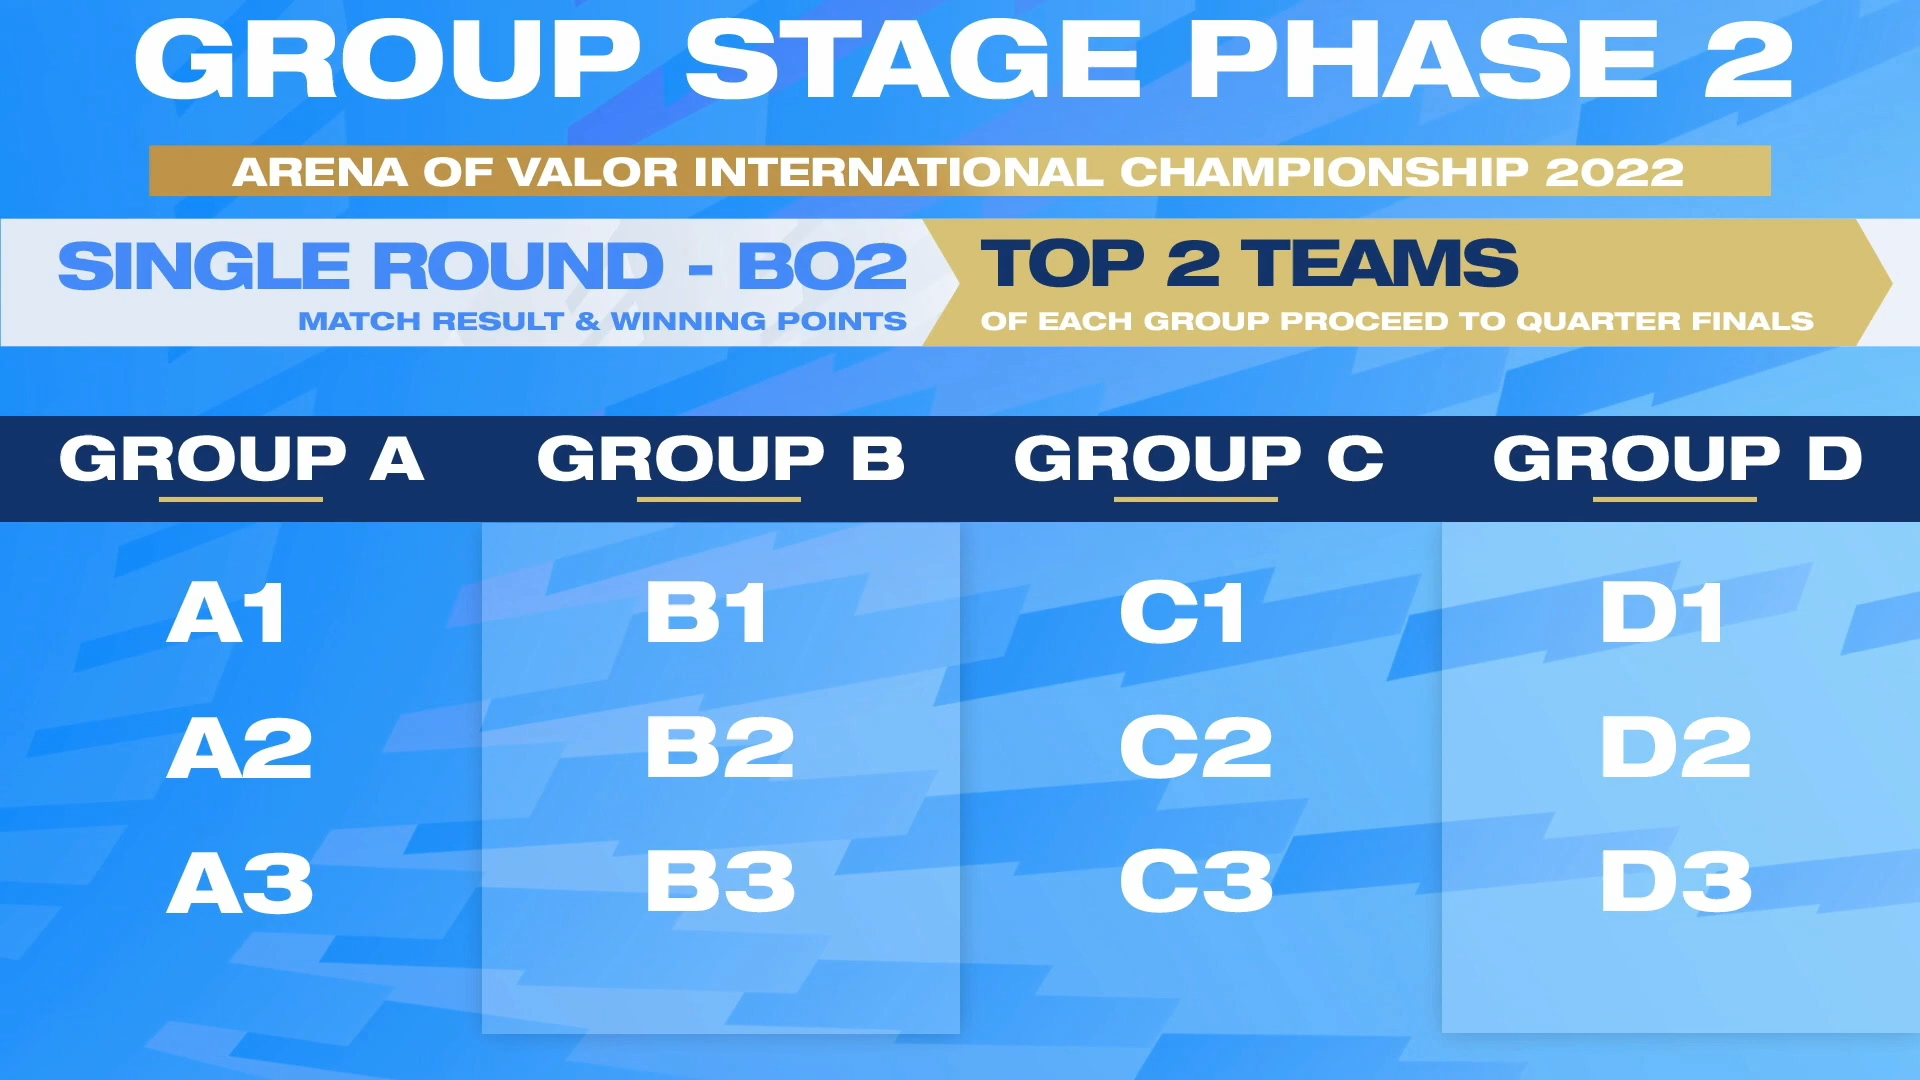 GROUP STAGE PHASE 2
ARENA OF VALOR INTERNATIONAL CHAMPIONSHIP 2022
SINGLE ROUND - BO2
MATCH RESULT & WINNING POINTS
TOP 2 TEAMS
OF EACH GROUP PROCEED TO QUARTER FINALS
GROUP A GROUP B GROUP C GROUP D
A1 B1 C1 D1
A2 B2 C2 D2
A3 B3 C3 D3